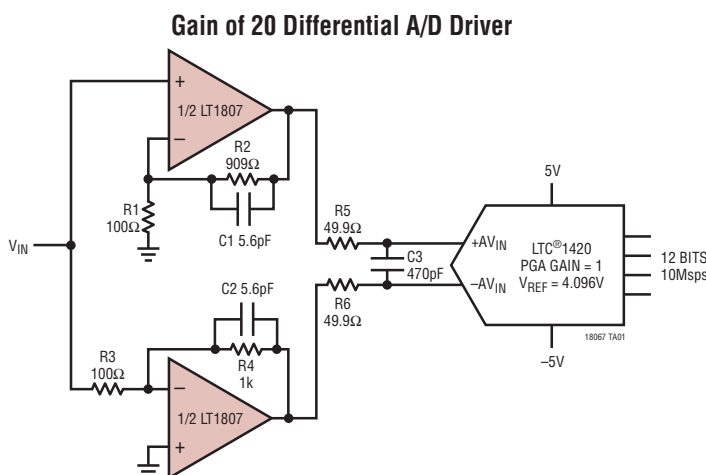 Gain of 20 Differential A/D Driver
+
1/2 LT1807
–
R2
909Ω
R1
100Ω
C1 5.6pF
VIN
R5
49.9Ω
C3
470pF
R6
49.9Ω
5V
+AVIN
–AVIN
LTC®1420
PGA GAIN = 1
VREF = 4.096V
12 BITS
10Msps
18067 TA01
–5V
C2 5.6pF
R3
100Ω
R4
1k
–
1/2 LT1807
+